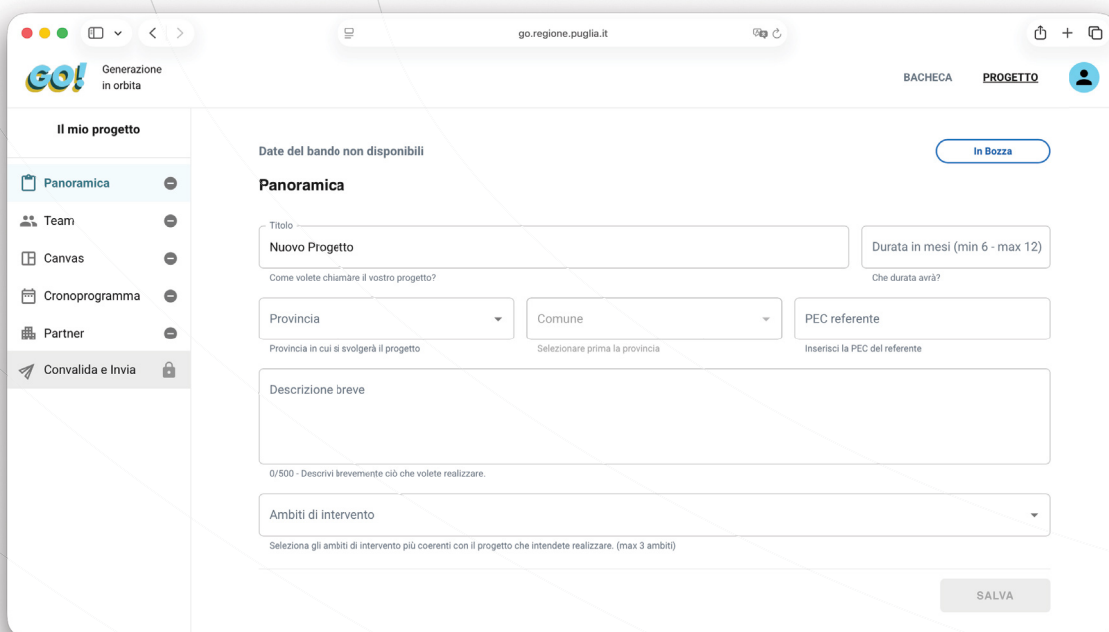 go.regione.puglia.it
GO!
Generazione
in orbita
BACHECA
PROGETTO
Il mio progetto
Panoramica
Team
Canvas
Cronoprogramma
Partner
Convalida e Invia
Date del bando non disponibili
In Bozza
Panoramica
Titolo
Nuovo Progetto
Come volete chiamare il vostro progetto?
Durata in mesi (min 6 - max 12)
Che durata avrà?
Provincia
Provincia in cui si svolgerà il progetto
Comune
Selezionare prima la provincia
PEC referente
Inserisci la PEC del referente
Descrizione breve
0/500 - Descrivi brevemente ciò che volete realizzare.
Ambiti di intervento
Seleziona gli ambiti di intervento più coerenti con il progetto che intendete realizzare. (max 3 ambiti)
SALVA